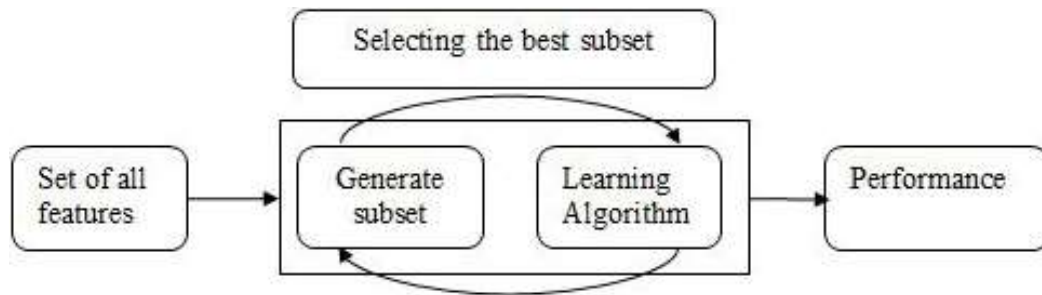 Selecting the best subset
Set of all
features
Generate
subset
Learning
Algorithm
Performance